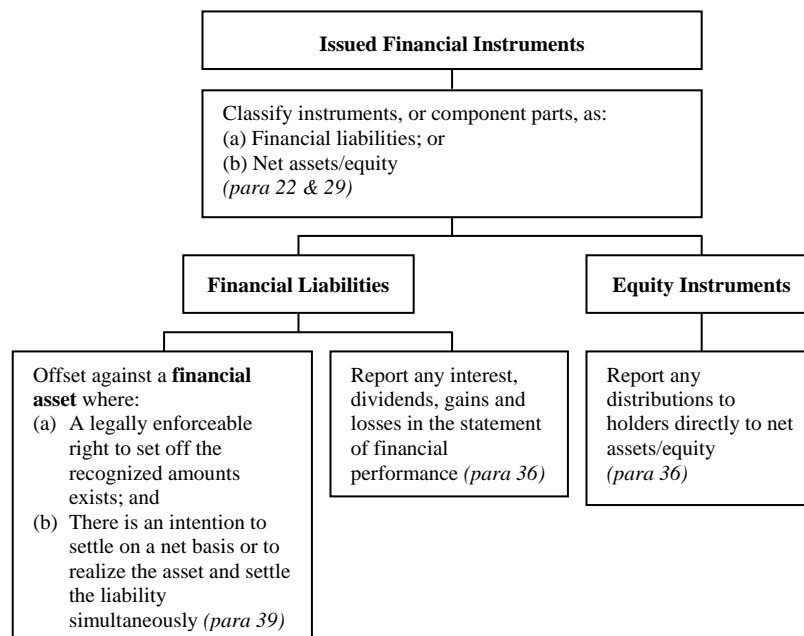 Issued Financial Instruments
Classify instruments, or component parts, as:
(a) Financial liabilities; or
(b) Net assets/equity
(para 22 & 29)
Financial Liabilities
Equity Instruments
Offset against a financial
asset where:
(a) A legally enforceable
right to set off the
recognized amounts
exists; and
(b) There is an intention to
settle on a net basis or to
realize the asset and settle
the liability
simultaneously (para 39)
Report any interest,
dividends, gains and
losses in the statement
of financial
performance (para 36)
Report any
distributions to
holders directly to net
assets/equity
(para 36)